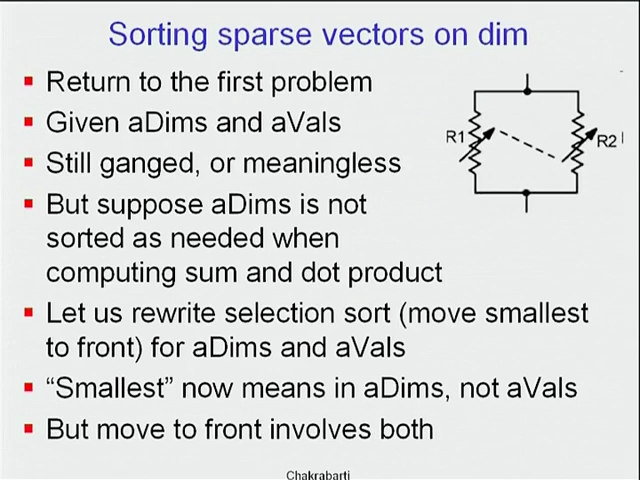 Sorting sparse vectors on dim
Return to the first problem
Given aDims and aVals
Still ganged, or meaningless
But suppose aDims is not
sorted as needed when
computing sum and dot product
Let us rewrite selection sort (move smallest
to front) for aDims and aVals
“Smallest” now means in aDims, not aVals
But move to front involves both
R1
R2
Chakrabarti